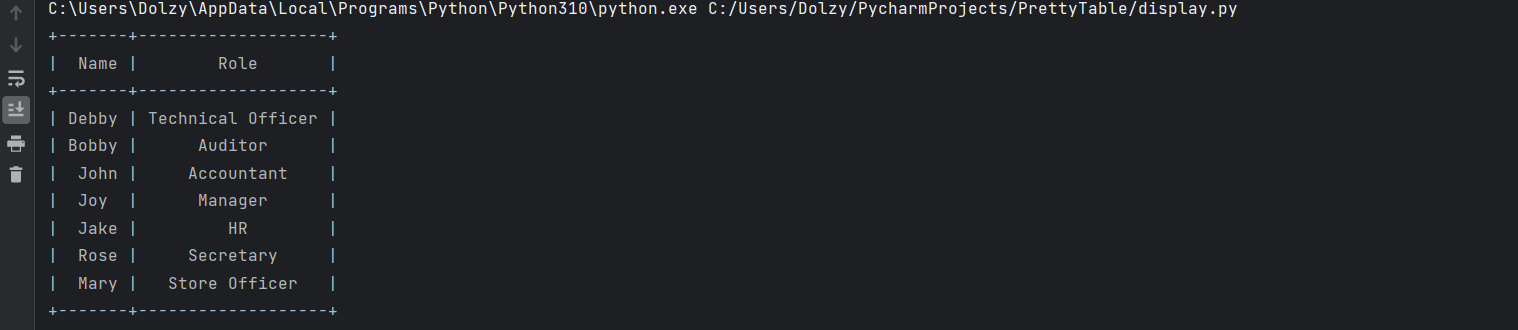 C:\Users\Dolzy\AppData\Local\Programs\Python\Python310\python.exe C:/Users/Dolzy/PycharmProjects/PrettyTable/display.py
+-------+-------------------+
|  Name |        Role       |
+-------+-------------------+
| Debby | Technical Officer |
| Bobby |      Auditor      |
|  John |     Accountant    |
|  Joy  |      Manager      |
|  Jake |         HR        |
|  Rose |     Secretary     |
|  Mary |   Store Officer   |
+-------+-------------------+